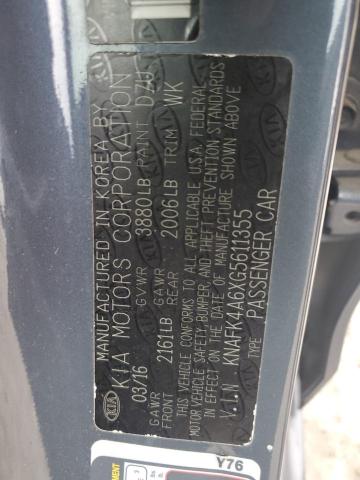 MANUFACTURED IN KOREA BY
KIA MOTORS CORPORATION
03/16 GVWR 3880LB PAINT D7U
GAWR FRONT 2161LB GAWR REAR 2006LB TRIM WK
THIS VEHICLE CONFORMS TO ALL APPLICABLE U.S.A. FEDERAL
MOTOR VEHICLE SAFETY, BUMPER, AND THEFT PREVENTION STANDARDS
IN EFFECT ON THE DATE OF MANUFACTURE SHOWN ABOVE
V.I.N KNAFK4A6XG5611355
TYPE PASSENGER CAR
KIA
Y76